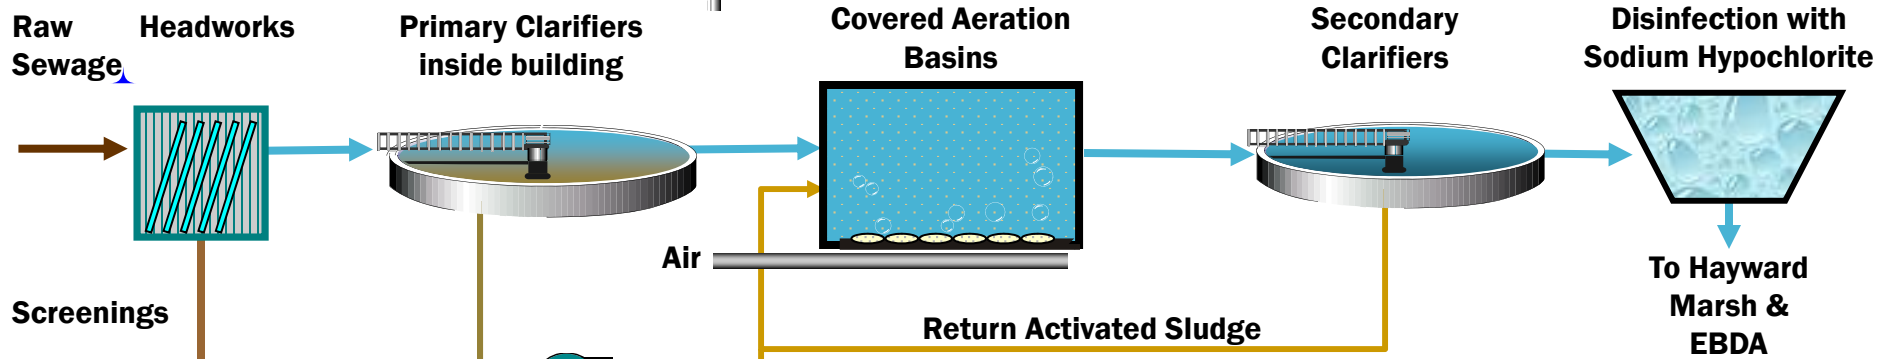 Raw
Sewage
Headworks
Primary Clarifiers
inside building
Covered Aeration
Basins
Secondary
Clarifiers
Disinfection with
Sodium Hypochlorite
Air
To Hayward
Marsh &
EBDA
Screenings
Return Activated Sludge